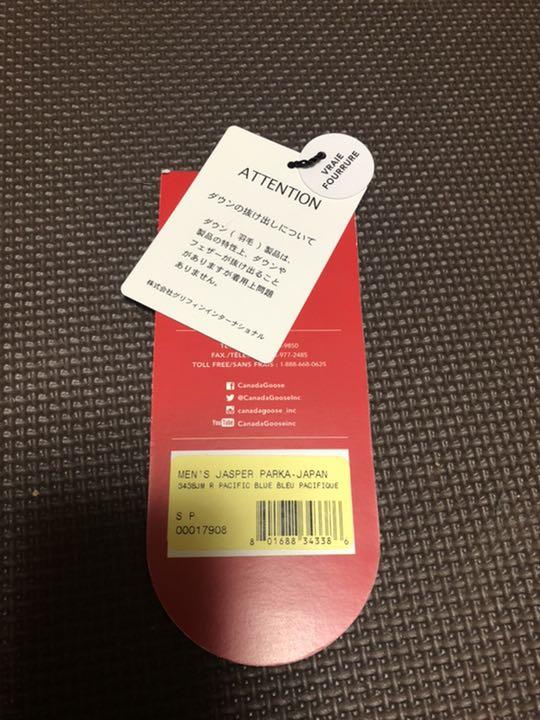 VRAIE
FOURRURE
ATTENTION
ダウンの抜け出しについて
ダウン(羽毛)製品は、
製品の特性上、ダウンや
フェザーが抜け出ること
がありますが着用上問題
ありません。
株式会社グリフィンインターナショナル
-9850
FAX./TÉLÉ -977-2485
TOLL FREE/SANS FRAIS: 1-888-668-0625
CanadaGoose
@CanadaGooseInc
canadagoose_inc
YouTube CanadaGooseinc
MEN'S JASPER PARKA-JAPAN
3438JM R PACIFIC BLUE BLEU PACIFIQUE
S P
00017908
8 01688 34338 6